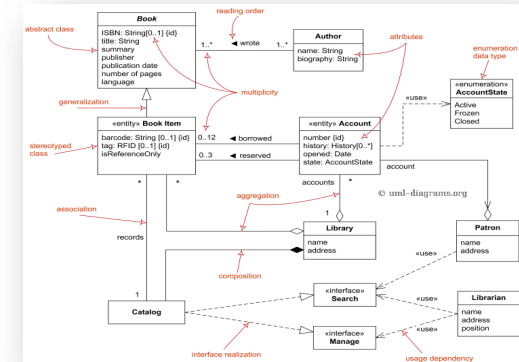 reading order
Book
abstract class
ISBN: String[0..1] {id}
title: String
summary
publisher
publication date
number of pages
language
1..*
◄ wrote
1..*
Author
name: String
biography: String
attributes
enumeration
data type
«enumeration»
AccountState
Active
Frozen
Closed
«use»
multiplicity
generalization
stereotyped
class
«entity» Book Item
barcode: String [0..1] {id}
tag: RFID [0..1] {id}
isReferenceOnly
0..12
◄ borrowed
0..3
◄ reserved
«entity» Account
number {id}
history: History[0..*]
opened: Date
state: AccountState
account
*
*
accounts
*
© uml-diagrams.org
aggregation
association
records
1
Library
name
address
account
Patron
name
address
composition
«use»
1
Catalog
«interface»
Search
«use»
Librarian
name
address
position
«interface»
Manage
«use»
interface realization
usage dependency